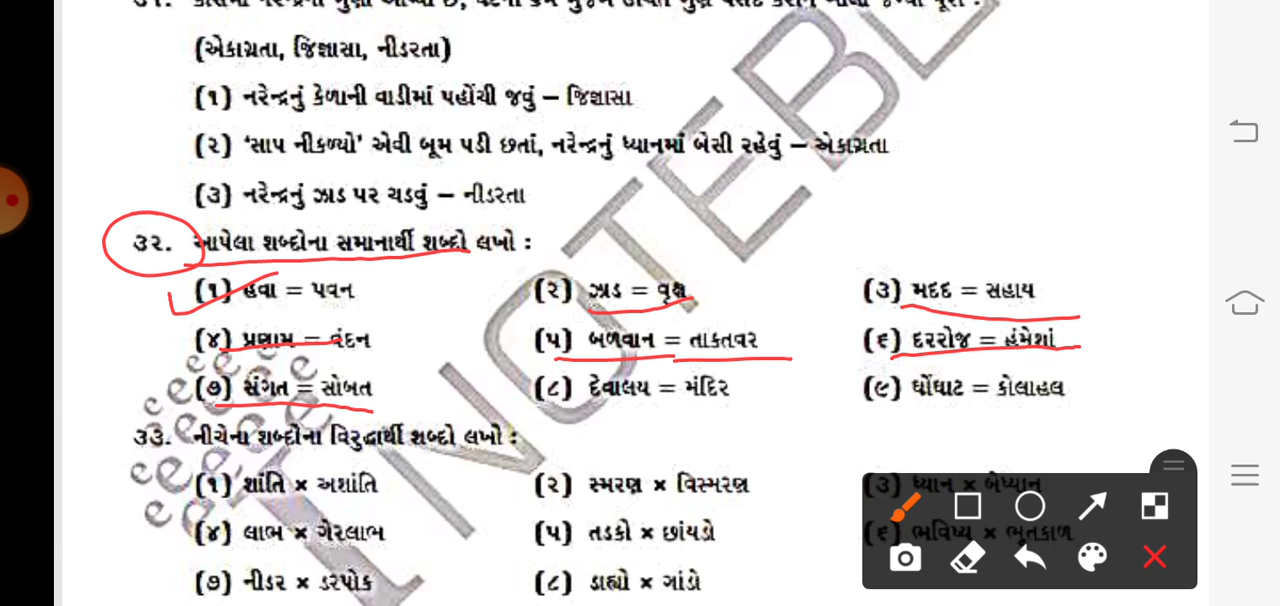 (એકાગ્રતા, જિજ્ઞાસા, નીડરતા)
(૧) નરેન્દ્રનું કેળાની વાડીમાં પહોંચી જવું – જિજ્ઞાસા
(૨) ‘સાપ નીકળ્યો’ એવી બૂમ પડી છતાં, નરેન્દ્રનું ધ્યાનમાં બેસી રહેવું – એકાગ્રતા
(૩) નરેન્દ્રનું ઝાડ પર ચડવું – નીડરતા
૩૨. આપેલા શબ્દોના સમાનાર્થી શબ્દો લખો :
(૧) હવા = પવન (૨) ઝાડ = વૃક્ષ (૩) મદદ = સહાય
(૪) પ્રણામ = વંદન (૫) બળવાન = તાકતવર (૬) દરરોજ = હંમેશાં
(૭) સંગત = સોબત (૮) દેવાલય = મંદિર (૯) ઘોંઘાટ = કોલાહલ
૩૩. નીચેના શબ્દોના વિરુદ્ધાર્થી શબ્દો લખો :
(૧) શાંતિ × અશાંતિ (૨) સ્મરણ × વિસ્મરણ (૩) ધ્યાન × બેધ્યાન
(૪) લાભ × ગેરલાભ (૫) તડકો × છાંયડો (૬) ભવિષ્ય × ભૂતકાળ
(૭) નીડર × ડરપોક (૮) ડાહ્યો × ગાંડો